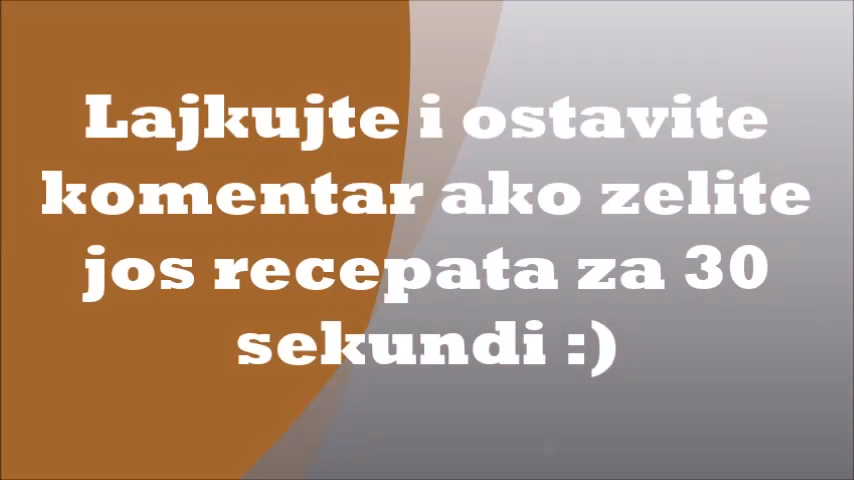 Lajkujte i ostavite
komentar ako zelite
jos recepata za 30
sekundi :)